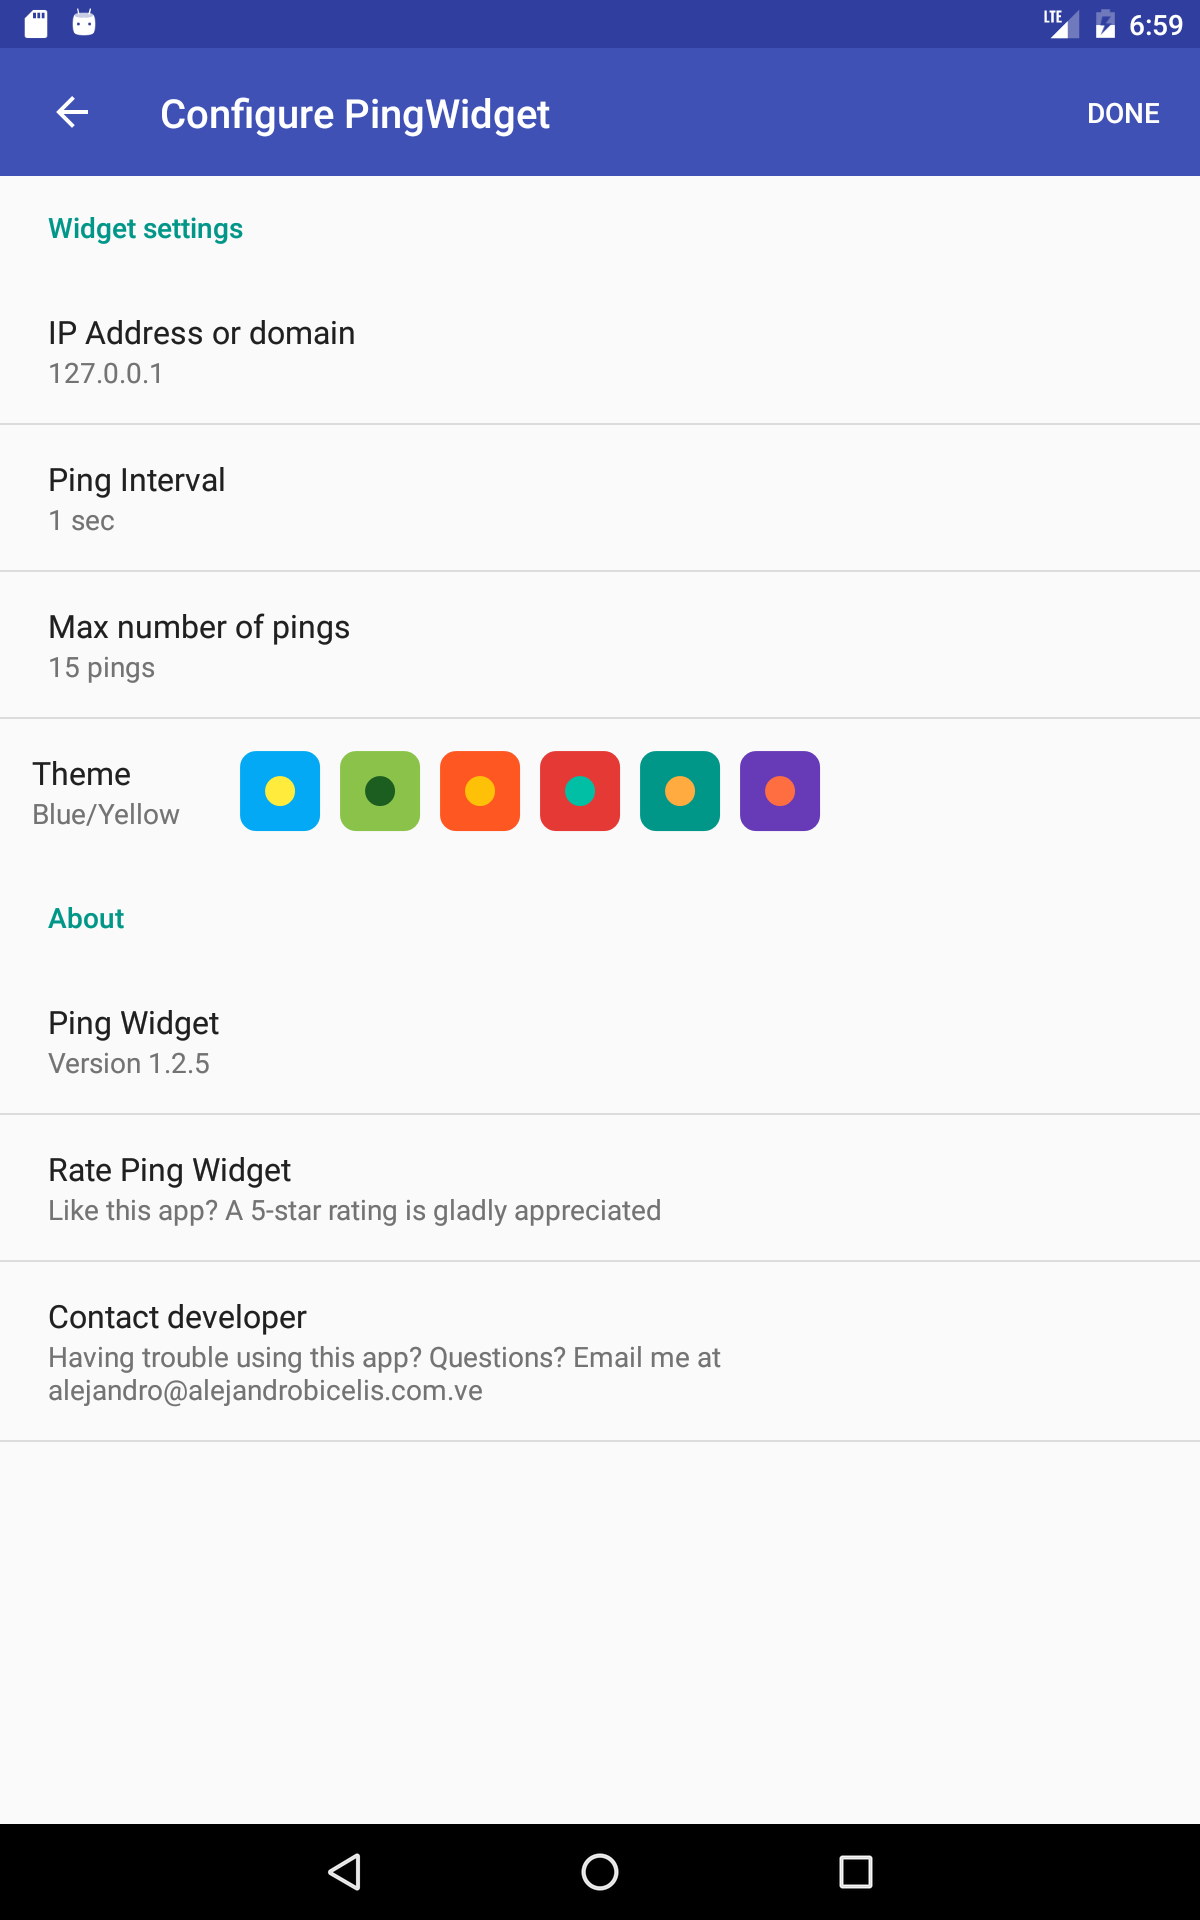 LTE 6:59
Configure PingWidget DONE
Widget settings
IP Address or domain
127.0.0.1
Ping Interval
1 sec
Max number of pings
15 pings
Theme
Blue/Yellow
About
Ping Widget
Version 1.2.5
Rate Ping Widget
Like this app? A 5-star rating is gladly appreciated
Contact developer
Having trouble using this app? Questions? Email me at
alejandro@alejandrobicelis.com.ve